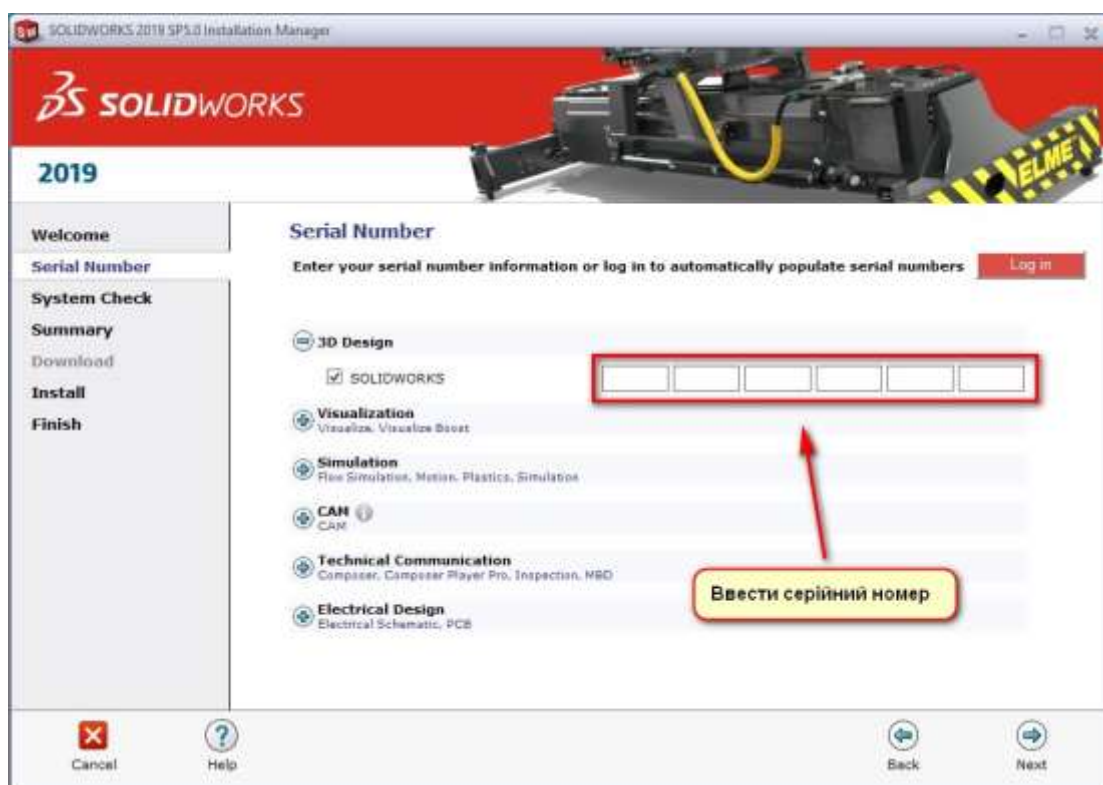 SOLIDWORKS 2019 SP5.0 Installation Manager
SOLIDWORKS
2019
ELME
Welcome
Serial Number
System Check
Summary
Download
Install
Finish
Serial Number
Enter your serial number information or log in to automatically populate serial numbers
Log in
3D Design
SOLIDWORKS
Visualization
Visualize, Visualize Boost
Simulation
Flow Simulation, Motion, Plastics, Simulation
CAM
CAM
Technical Communication
Composer, Composer Player Pro, Inspection, MBD
Electrical Design
Electrical Schematic, PCB
Ввести серійний номер
Cancel
Help
Back
Next